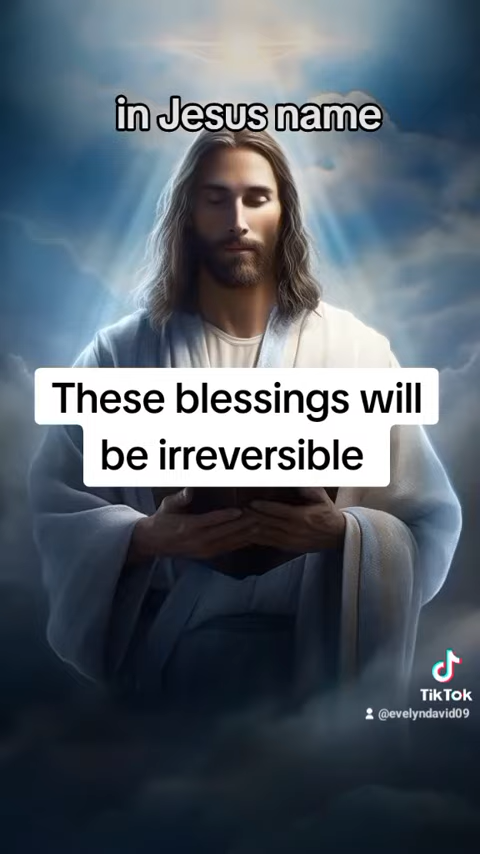 in Jesus name
These blessings will
be irreversible
TikTok
@evelyndavid09